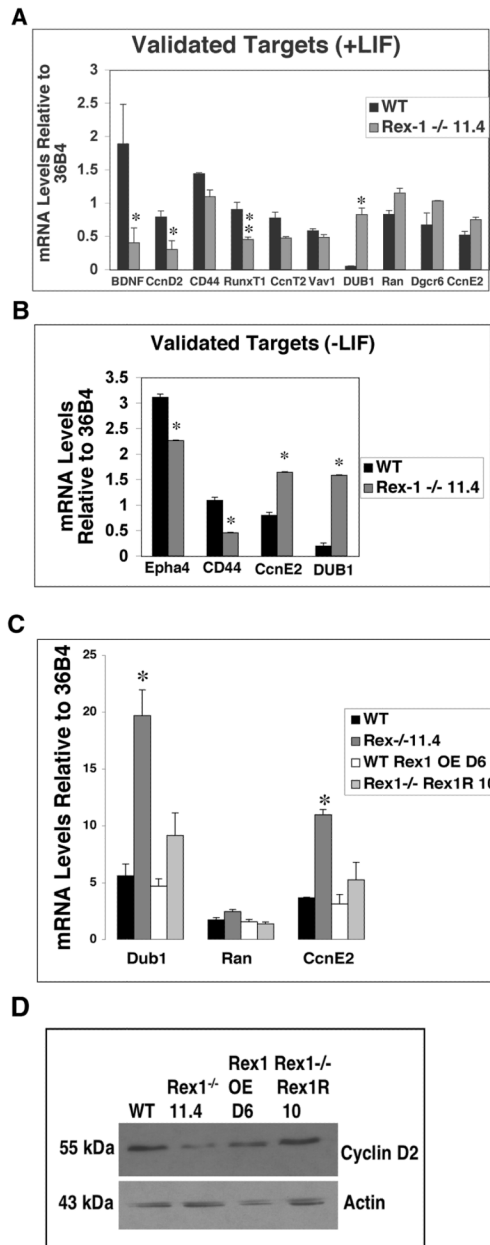 A
Validated Targets (+LIF)
mRNA Levels Relative to
36B4
3
2.5
2
1.5
1
0.5
0
WT
Rex-1 -/- 11.4
*
*
*
*
*
BDNF CcnD2 CD44 RunxT1 CcnT2 Vav1 DUB1 Ran Dgcr6 CcnE2
B
Validated Targets (-LIF)
mRNA Levels
Relative to 36B4
3.5
3
2.5
2
1.5
1
0.5
0
WT
Rex-1 -/- 11.4
*
*
*
*
Epha4 CD44 CcnE2 DUB1
C
mRNA Levels Relative to 36B4
25
20
15
10
5
0
*
*
WT
Rex-/-11.4
WT Rex1 OE D6
Rex1-/- Rex1R 10
Dub1 Ran CcnE2
D
Rex1 Rex1-/-
Rex1-/- OE Rex1R
WT 11.4 D6 10
55 kDa Cyclin D2
43 kDa Actin